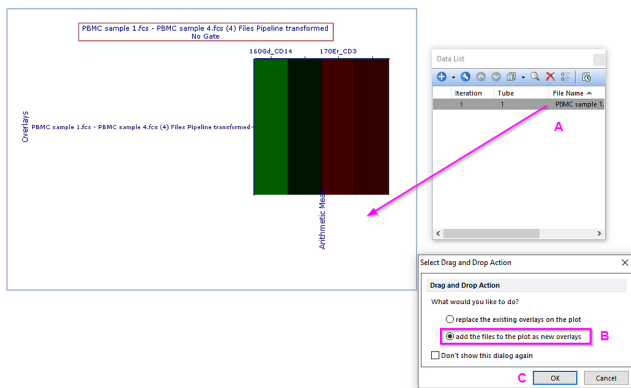 PBMC sample 1.fcs - PBMC sample 4.fcs (4) Files Pipeline transformed
No Gate
160Gd_CD14 170Er_CD3
Overlays
PBMC sample 1.fcs - PBMC sample 4.fcs (4) Files Pipeline transformed
Arithmetic Mea
Data List
Iteration Tube File Name
1 1 PBMC sample 1.
A
Select Drag and Drop Action
Drag and Drop Action
What would you like to do?
replace the existing overlays on the plot
add the files to the plot as new overlays B
Don't show this dialog again
C OK Cancel